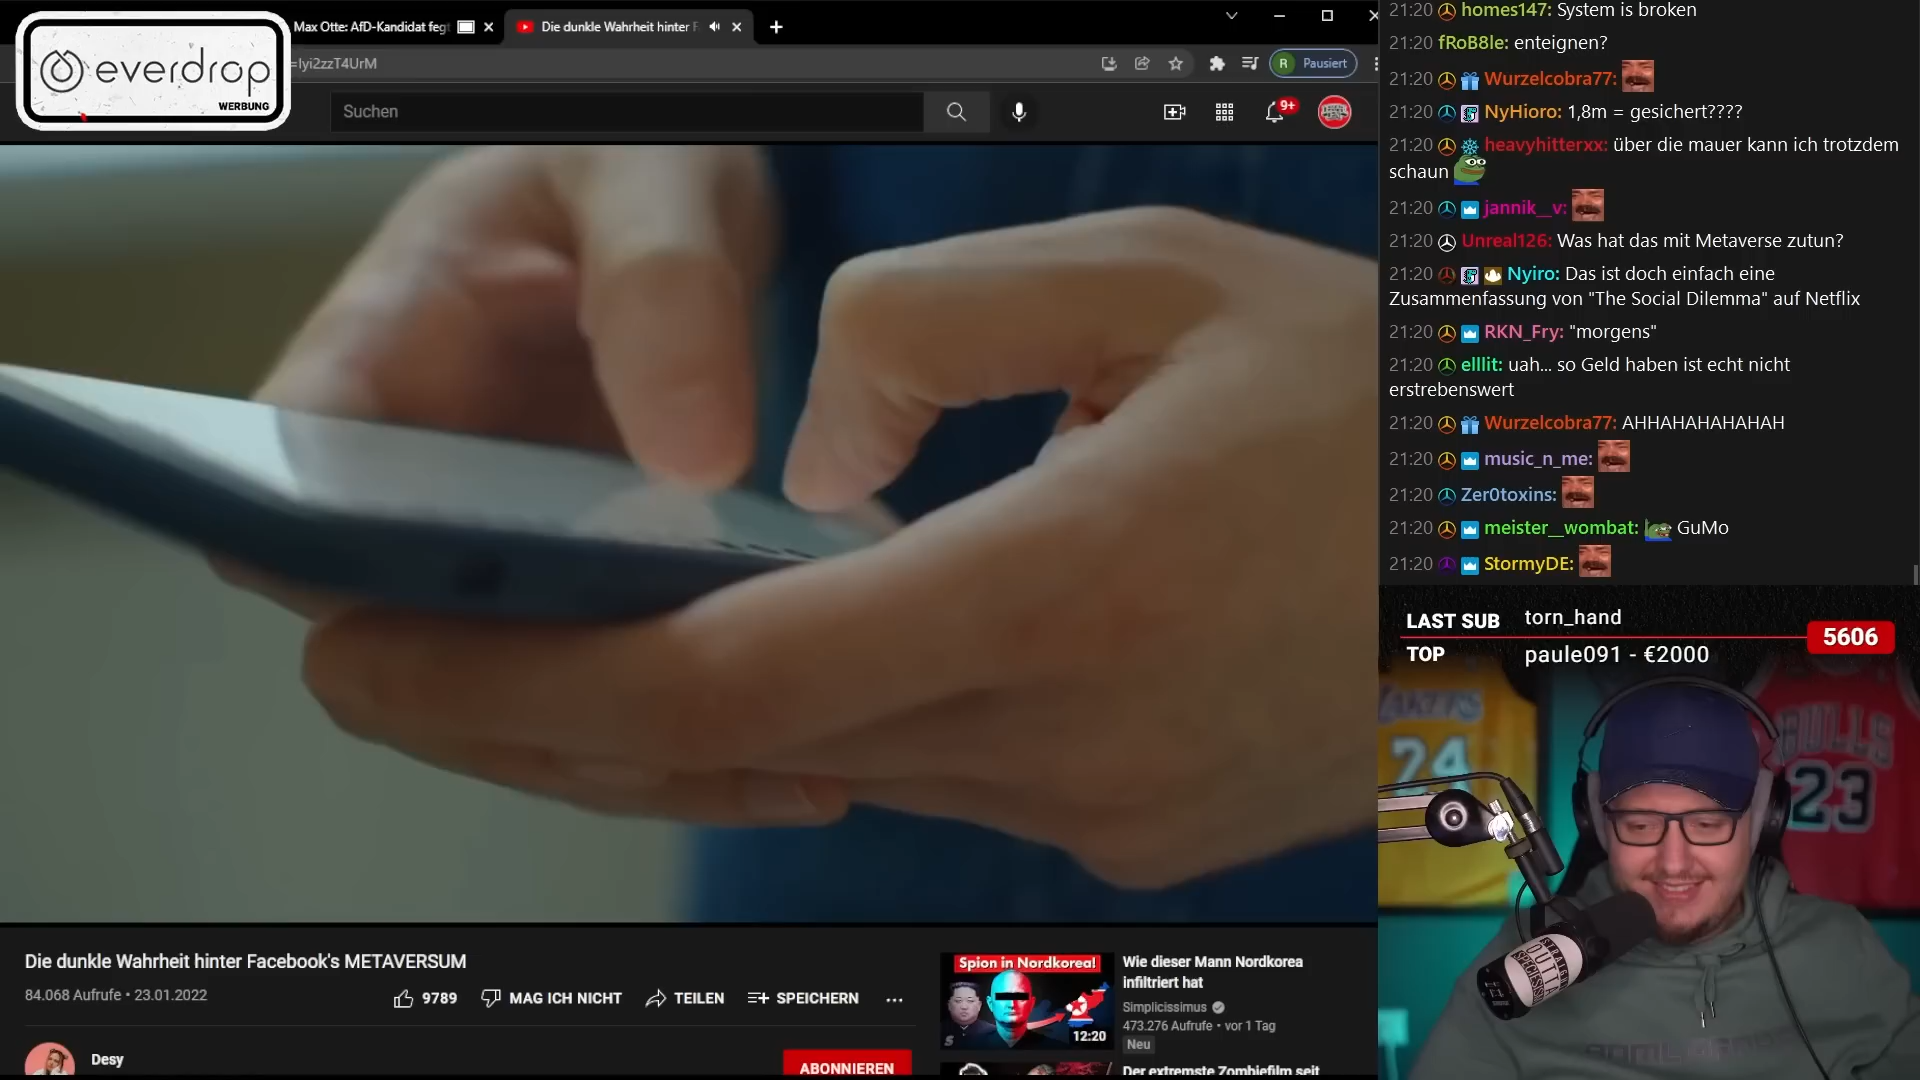 everdrop
WERBUNG
Max Otte: AfD-Kandidat fegt
Die dunkle Wahrheit hinter F
=lyi2zzT4UrM
R Pausiert
Suchen
9+
Die dunkle Wahrheit hinter Facebook's METAVERSUM
84.068 Aufrufe • 23.01.2022
9789
MAG ICH NICHT
TEILEN
SPEICHERN
Desy
ABONNIEREN
Spion in Nordkorea!
12:20
Wie dieser Mann Nordkorea
infiltriert hat
Simplicissimus
473.276 Aufrufe • vor 1 Tag
Neu
Der extremste Zombiefilm seit
21:20 homes147: System is broken
21:20 fRoB8le: enteignen?
21:20 Wurzelcobra77:
21:20 NyHioro: 1,8m = gesichert????
21:20 heavyhitterxx: über die mauer kann ich trotzdem
schaun
21:20 jannik__v:
21:20 Unreal126: Was hat das mit Metaverse zutun?
21:20 Nyiro: Das ist doch einfach eine
Zusammenfassung von "The Social Dilemma" auf Netflix
21:20 RKN_Fry: "morgens"
21:20 elllit: uah... so Geld haben ist echt nicht
erstrebenswert
21:20 Wurzelcobra77: AHHAHAHAHAHAH
21:20 music_n_me:
21:20 Zer0toxins:
21:20 meister__wombat: GuMo
21:20 StormyDE:
LAST SUB torn_hand
5606
TOP paule091 - €2000
LAKERS
24
BULLS
23
STRAIGHT
OUTTA